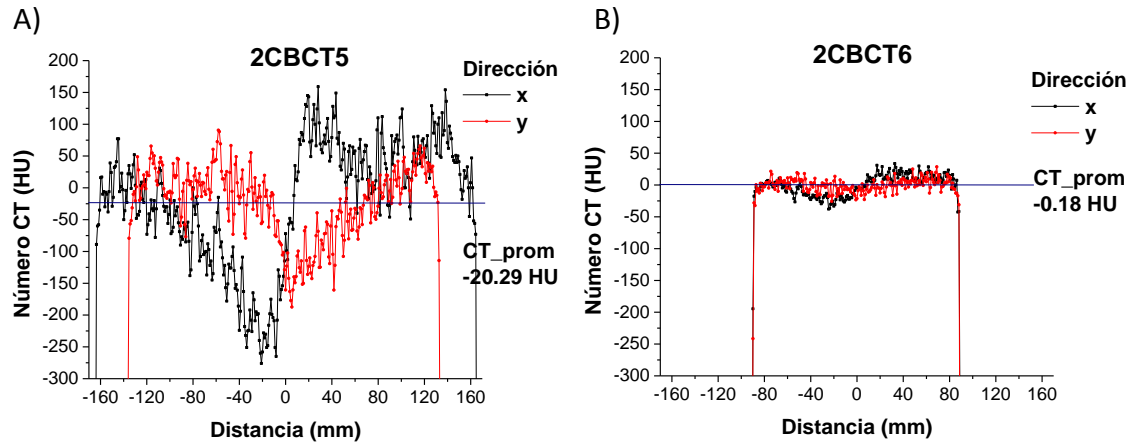 A)
2CBCT5
Dirección
x
y
CT_prom
-20.29 HU
Número CT (HU)
200
150
100
50
0
-50
-100
-150
-200
-250
-300
-160 -120 -80 -40 0 40 80 120 160
Distancia (mm)
B)
2CBCT6
Dirección
x
y
CT_prom
-0.18 HU
Número CT (HU)
200
150
100
50
0
-50
-100
-150
-200
-250
-300
-160 -120 -80 -40 0 40 80 120 160
Distancia (mm)